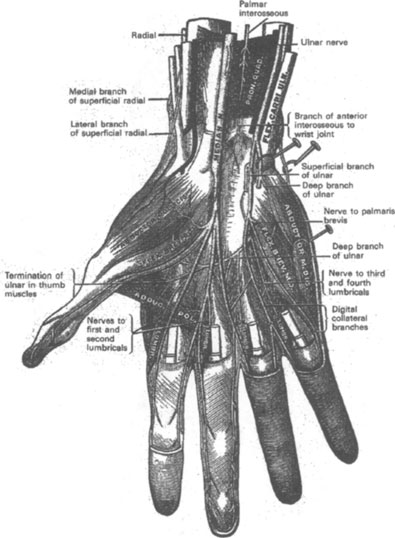 Palmar
interosseous
Radial
Ulnar nerve
Medial branch
of superficial radial
Lateral branch
of superficial radial
PRON. QUAD.
MEDIAN N.
Branch of anterior
interosseous to
wrist joint
Superficial branch
of ulnar
Deep branch
of ulnar
Nerve to palmaris
brevis
Deep branch
of ulnar
Termination of
ulnar in thumb
muscles
Nerve to third
and fourth
lumbricals
Digital
collateral
branches
Nerves to
first and
second
lumbricals